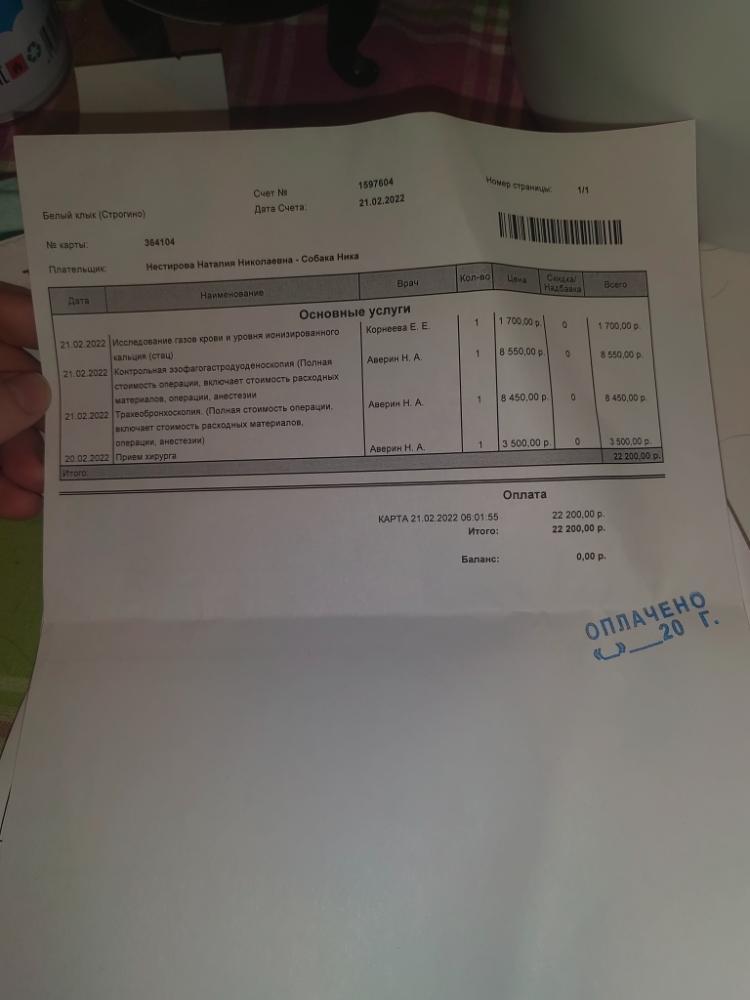 Белый клык (Строгино)
Счет № 1597604
Дата Счета: 21.02.2022
Номер страницы: 1/1
№ карты: 364104
Плательщик: Нестирова Наталия Николаевна - Собака Ника
Дата Наименование Врач Кол-во Цена Скидка/ Надбавка Всего
Основные услуги
21.02.2022 Исследование газов крови и уровня ионизированного Корнеева Е. Е. 1 1 700,00 р. 0 1 700,00 р.
кальция (стац)
21.02.2022 Контрольная эзофагогастродуоденоскопия (Полная Аверин Н. А. 1 8 550,00 р. 0 8 550,00 р.
стоимость операции, включает стоимость расходных
материалов, операции, анестезии
21.02.2022 Трахеобронхоскопия. (Полная стоимость операции, Аверин Н. А. 1 8 450,00 р. 0 8 450,00 р.
включает стоимость расходных материалов,
операции, анестезии)
20.02.2022 Прием хирурга Аверин Н. А. 1 3 500,00 р. 0 3 500,00 р.
Итого: 22 200,00 р.
Оплата
КАРТА 21.02.2022 06:01:55 22 200,00 р.
Итого: 22 200,00 р.
Баланс: 0,00 р.
ОПЛАЧЕНО
«__»___20 г.